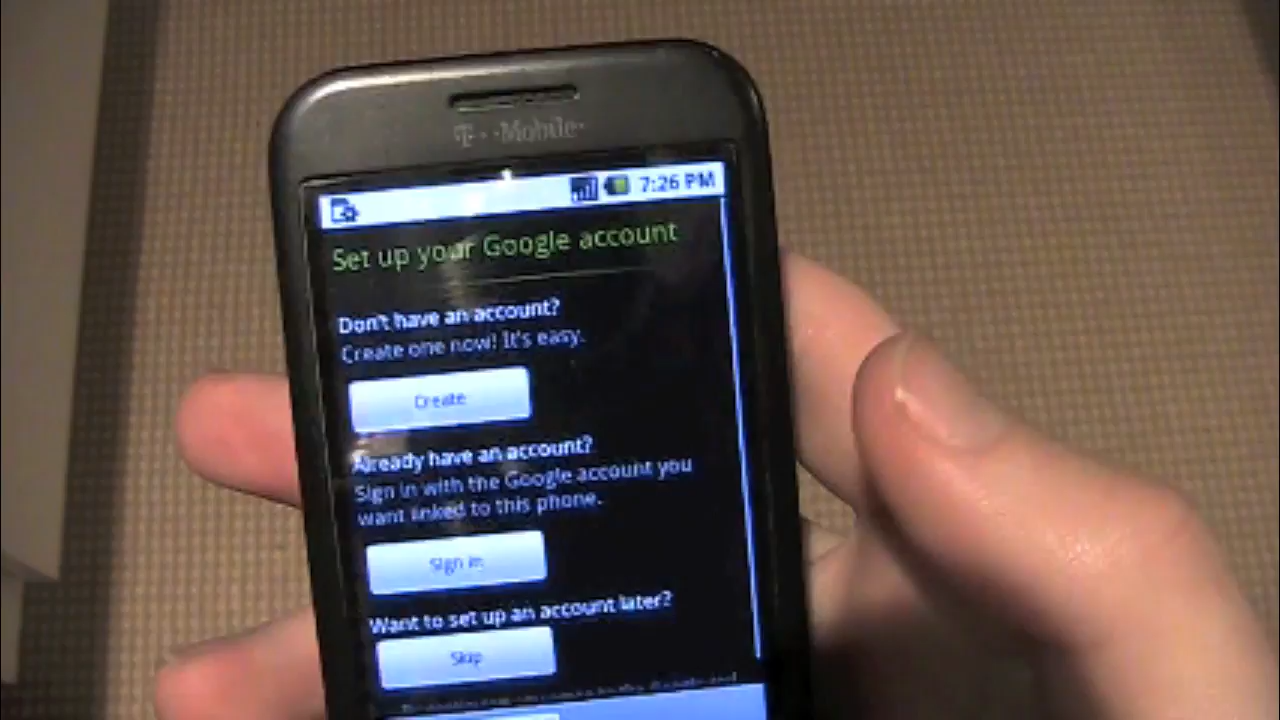 T··Mobile·
7:26 PM
Set up your Google account
Don't have an account?
Create one now! It's easy.
Create
Already have an account?
Sign in with the Google account you
want linked to this phone.
Sign in
Want to set up an account later?
Skip